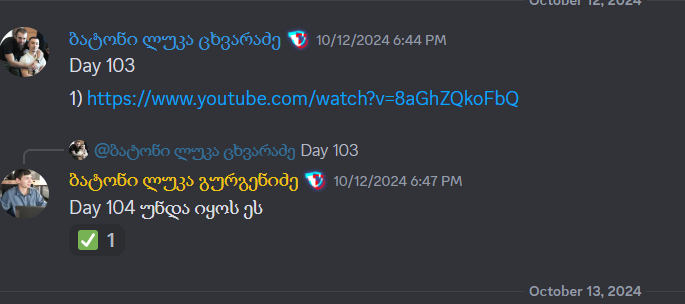 October 12, 2024
ბატონი ლუკა ცხვარაძე 10/12/2024 6:44 PM
Day 103
1) https://www.youtube.com/watch?v=8aGhZQkoFbQ
@ბატონი ლუკა ცხვარაძე Day 103
ბატონი ლუკა გურგენიძე 10/12/2024 6:47 PM
Day 104 უნდა იყოს ეს
✅ 1
October 13, 2024